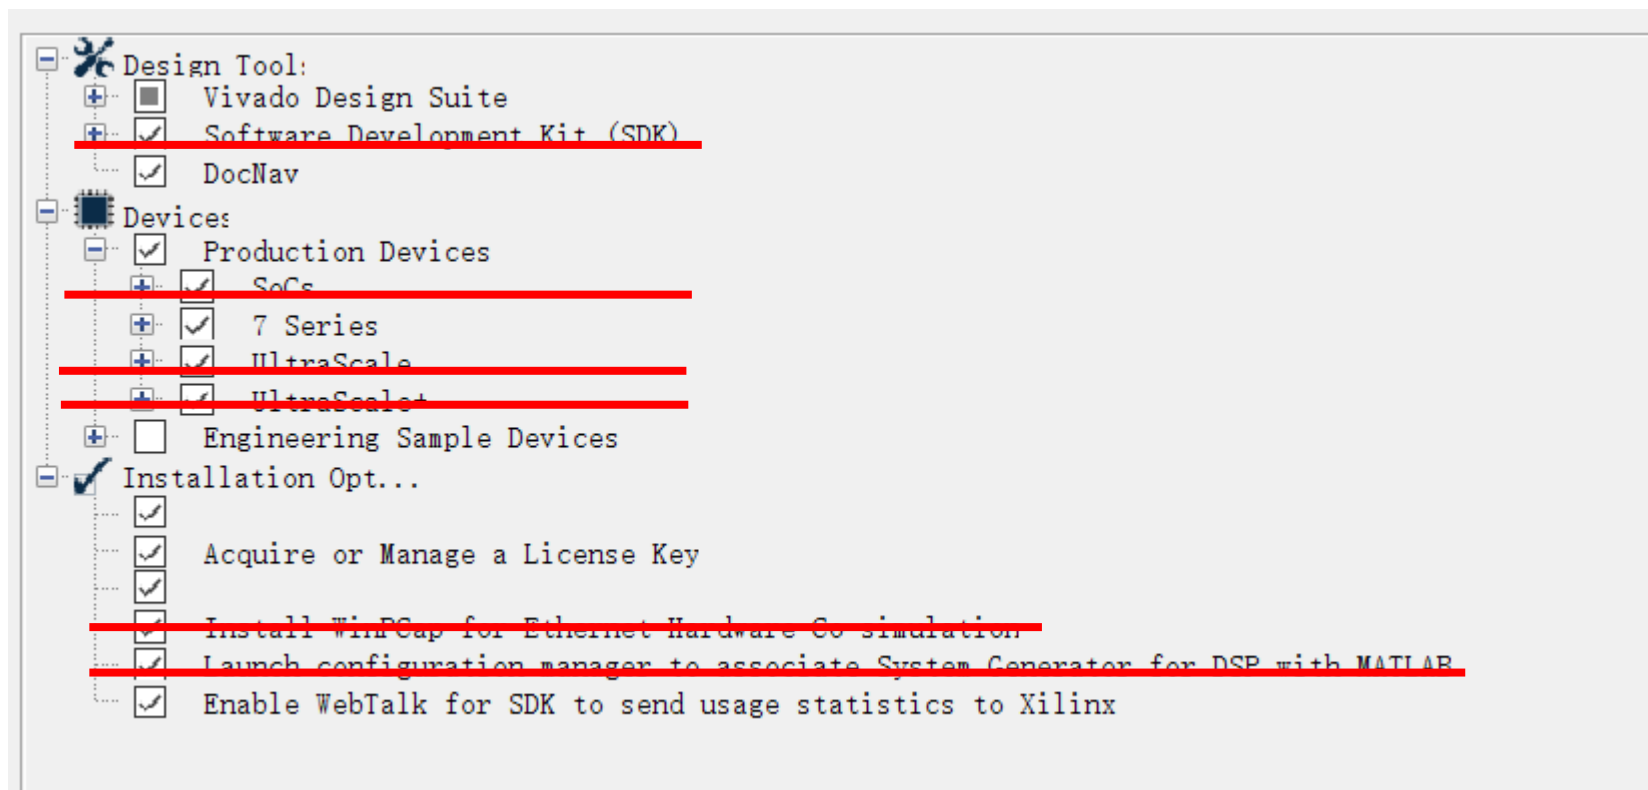 Design Tool:
Vivado Design Suite
Software Development Kit (SDK)
DocNav
Devices
Production Devices
SoCs
7 Series
UltraScale
UltraScale+
Engineering Sample Devices
Installation Opt...
Acquire or Manage a License Key
Install WinPCap for Ethernet Hardware Co-simulation
Launch configuration manager to associate System Generator for DSP with MATLAB
Enable WebTalk for SDK to send usage statistics to Xilinx